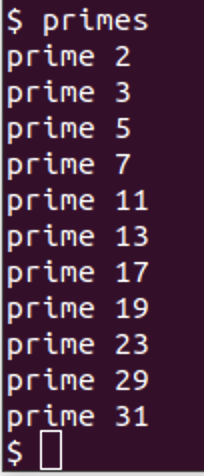 $ primes
prime 2
prime 3
prime 5
prime 7
prime 11
prime 13
prime 17
prime 19
prime 23
prime 29
prime 31
$